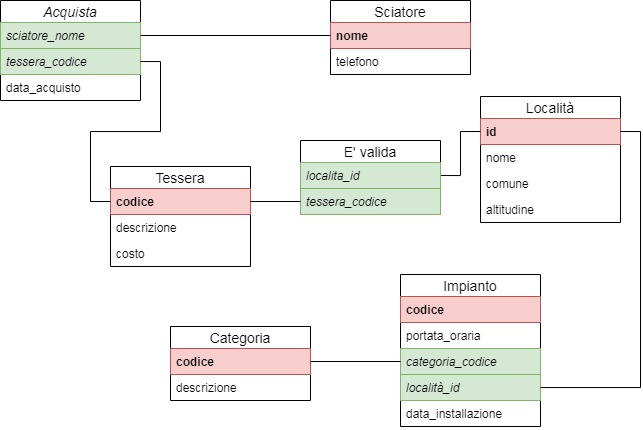 Acquista
sciatore_nome
tessera_codice
data_acquisto
Sciatore
nome
telefono
Località
id
nome
comune
altitudine
E' valida
localita_id
tessera_codice
Tessera
codice
descrizione
costo
Impianto
codice
portata_oraria
categoria_codice
località_id
data_installazione
Categoria
codice
descrizione